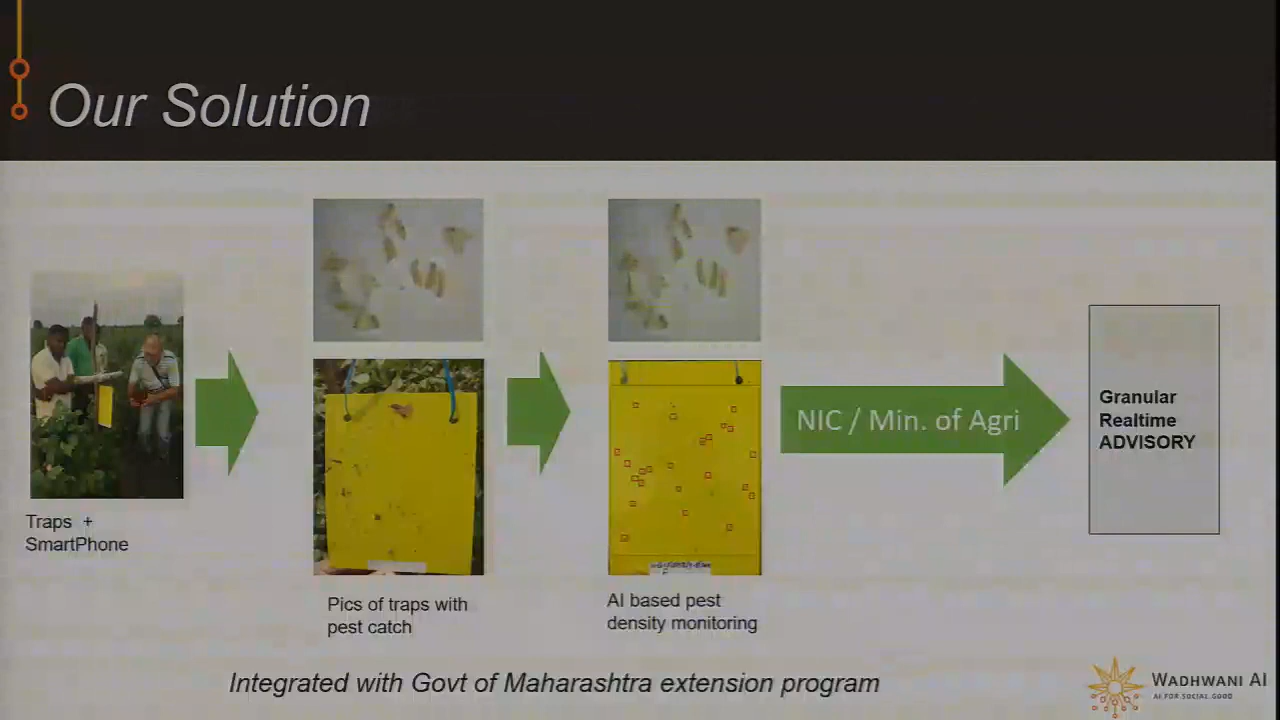 Our Solution
Traps +
SmartPhone
Pics of traps with
pest catch
AI based pest
density monitoring
NIC / Min. of Agri
Granular
Realtime
ADVISORY
Integrated with Govt of Maharashtra extension program
WADHWANI AI
AI FOR SOCIAL GOOD